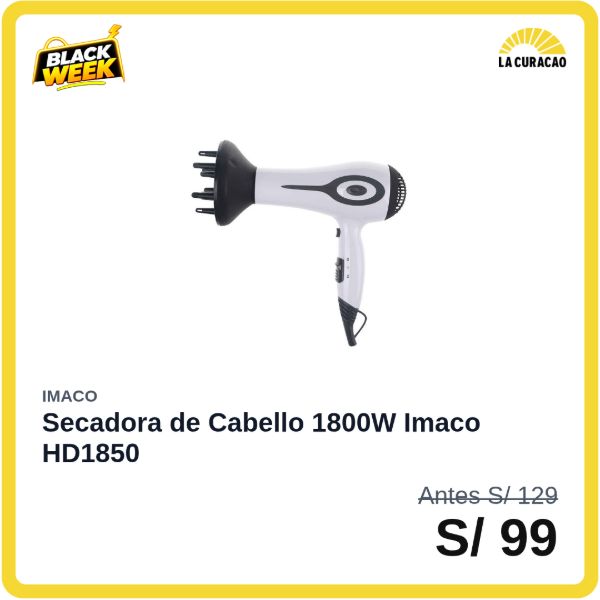 BLACK
WEEK
LA CURACAO
IMACO
Secadora de Cabello 1800W Imaco
HD1850
Antes S/ 129
S/ 99